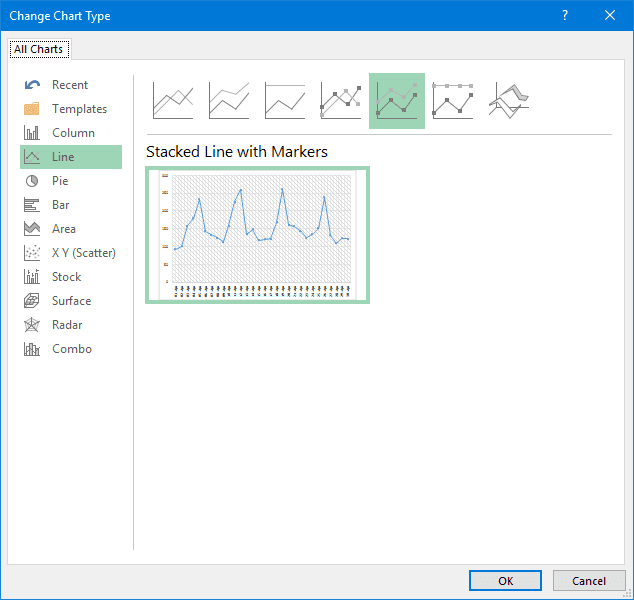 Change Chart Type
?
All Charts
Recent
Templates
Column
Line
Pie
Bar
Area
X Y (Scatter)
Stock
Surface
Radar
Combo
Stacked Line with Markers
OK
Cancel